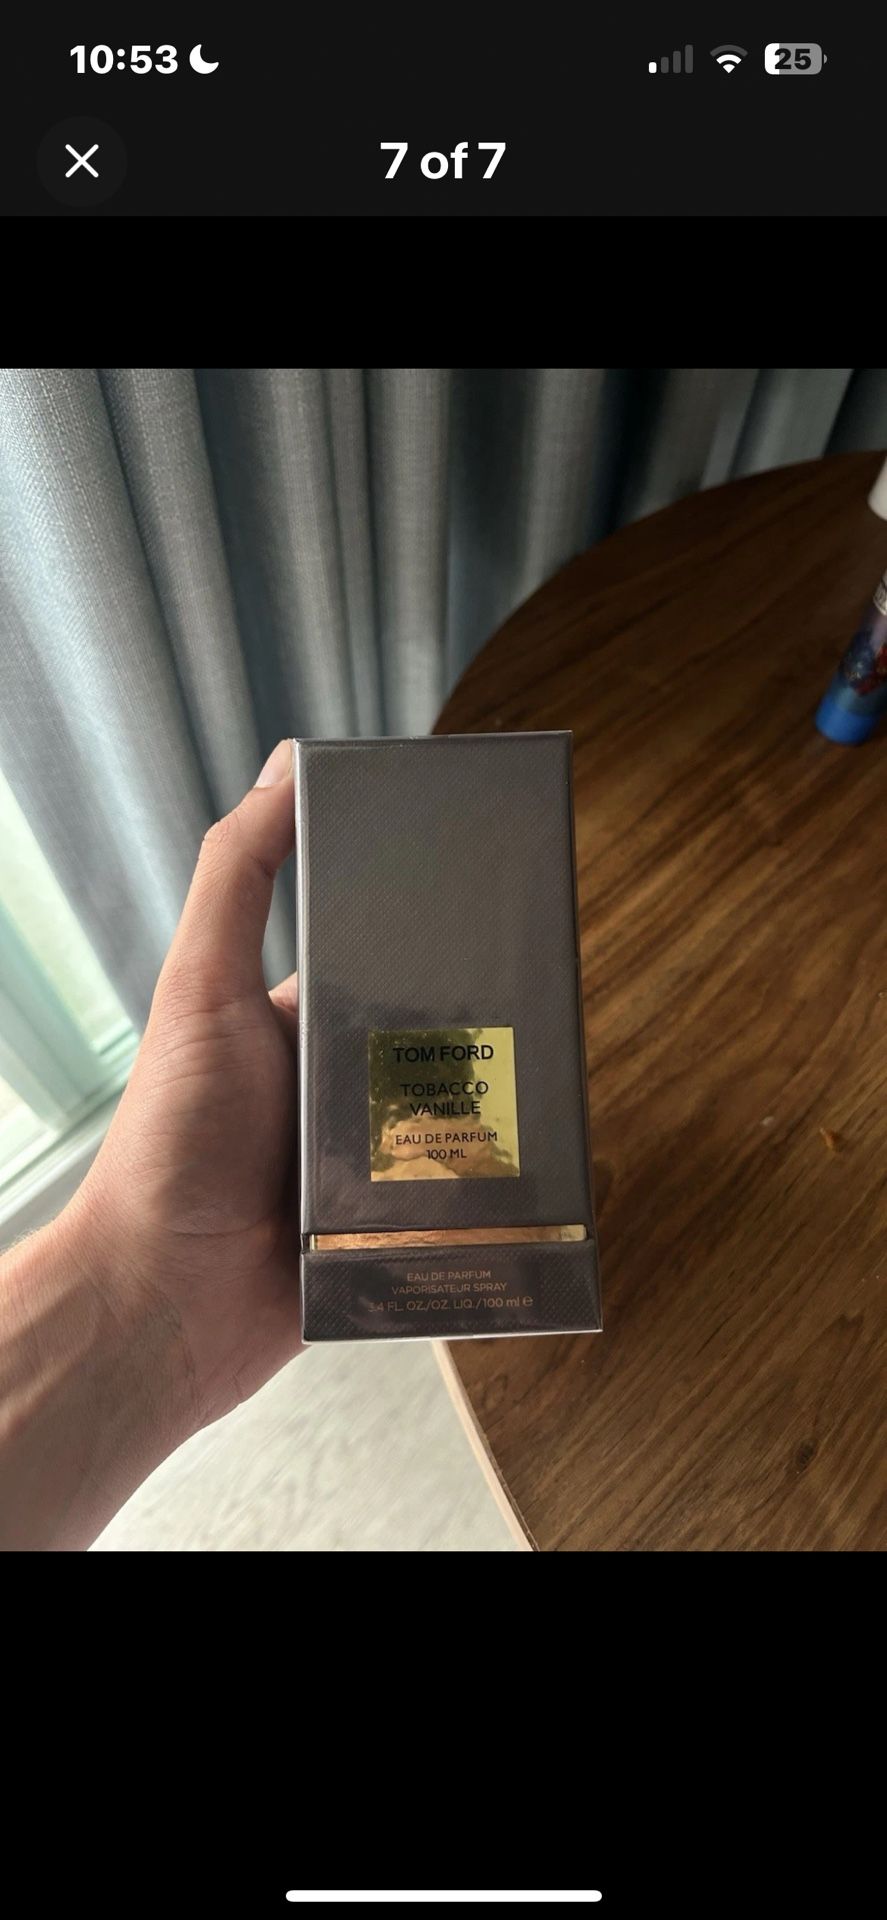 10:53
25
7 of 7
TOM FORD
TOBACCO
VANILLE
EAU DE PARFUM
100 ML
EAU DE PARFUM
VAPORISATEUR SPRAY
3.4 FL. OZ./OZ. LIQ./100 ml ℮